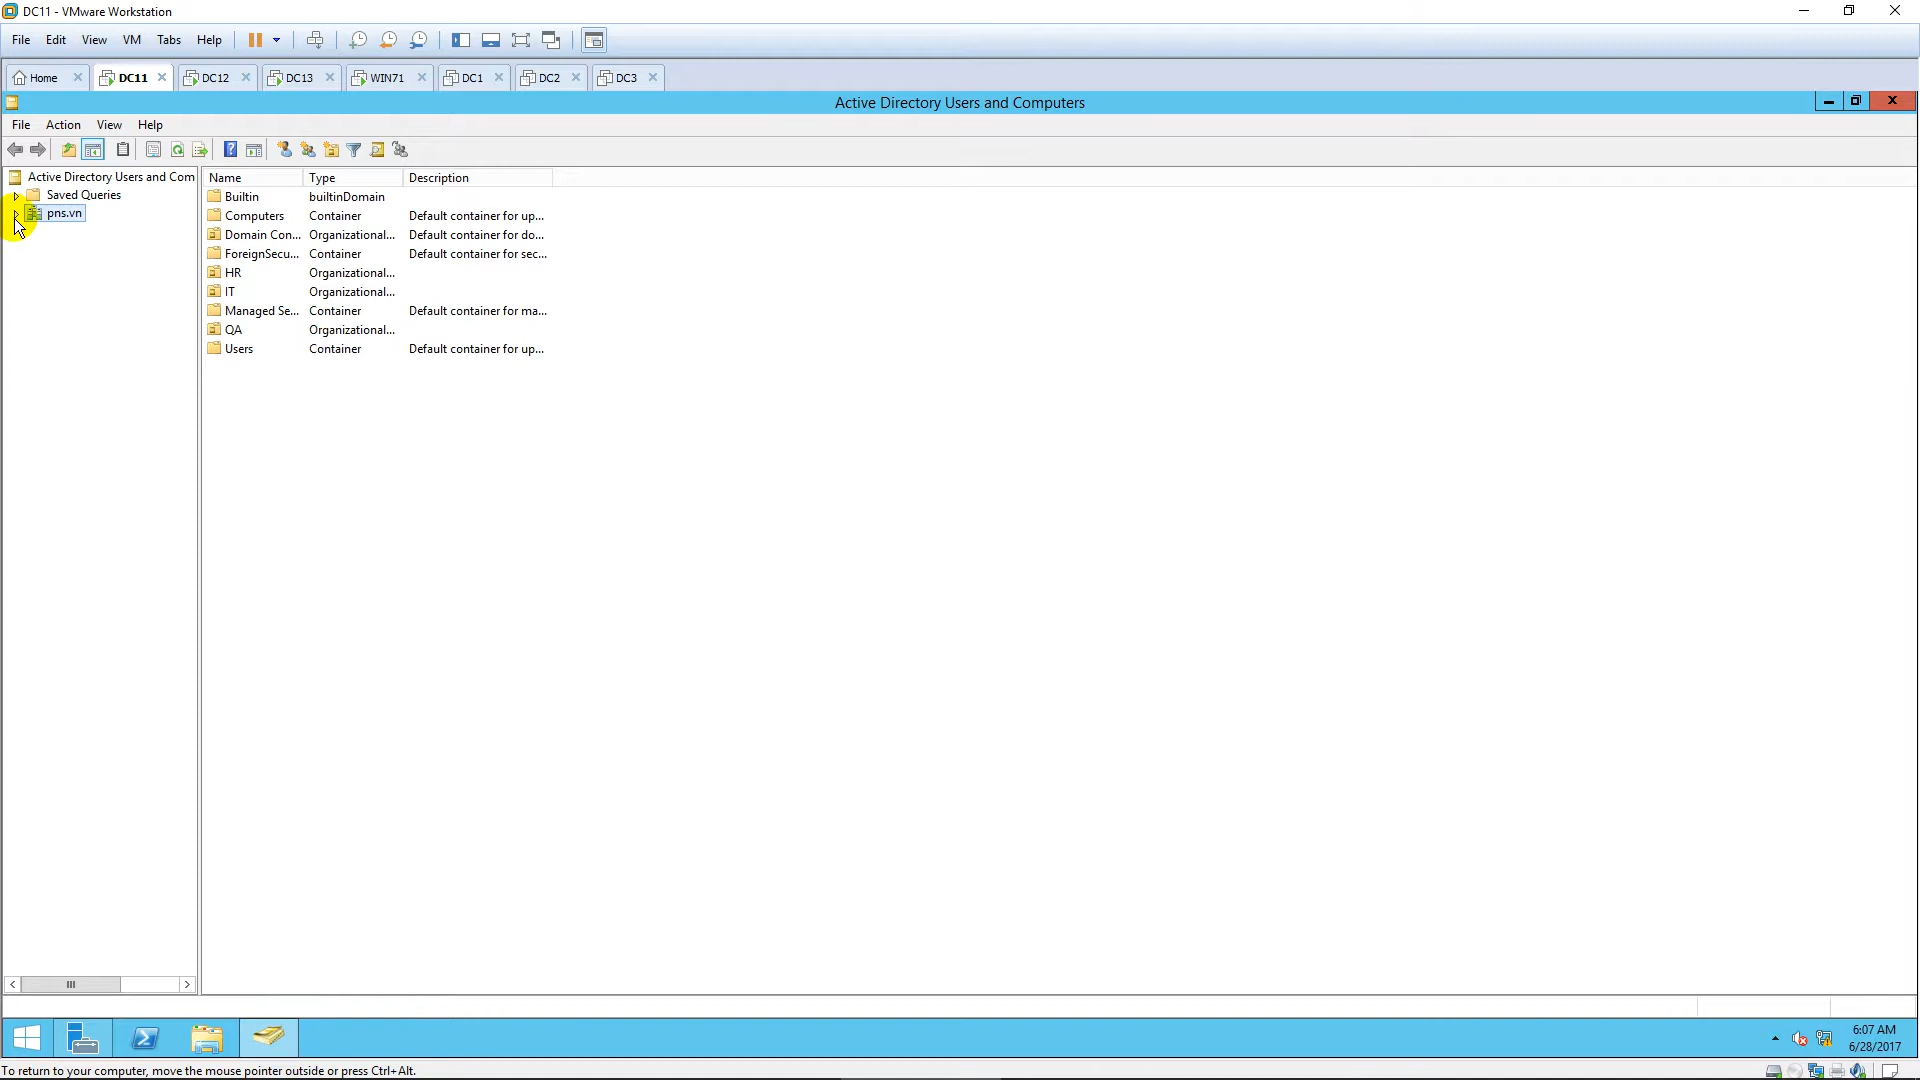 DC11 - VMware Workstation
File Edit View VM Tabs Help
Home DC11 DC12 DC13 WIN71 DC1 DC2 DC3
Active Directory Users and Computers
File Action View Help
Active Directory Users and Com
Saved Queries
pns.vn
Name Type Description
Builtin builtinDomain
Computers Container Default container for up...
Domain Con... Organizational... Default container for do...
ForeignSecu... Container Default container for sec...
HR Organizational...
IT Organizational...
Managed Se... Container Default container for ma...
QA Organizational...
Users Container Default container for up...
6:07 AM
6/28/2017
To return to your computer, move the mouse pointer outside or press Ctrl+Alt.